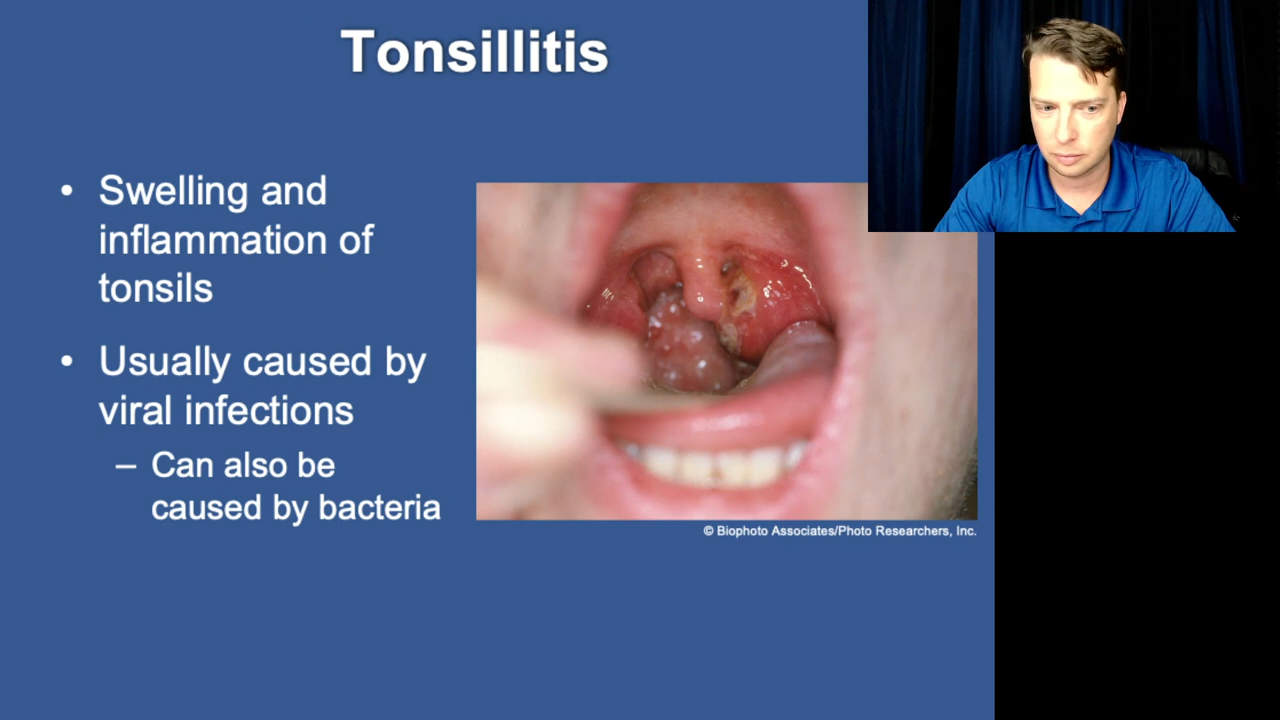 Tonsillitis
• Swelling and
inflammation of
tonsils
• Usually caused by
viral infections
– Can also be
caused by bacteria
© Biophoto Associates/Photo Researchers, Inc.